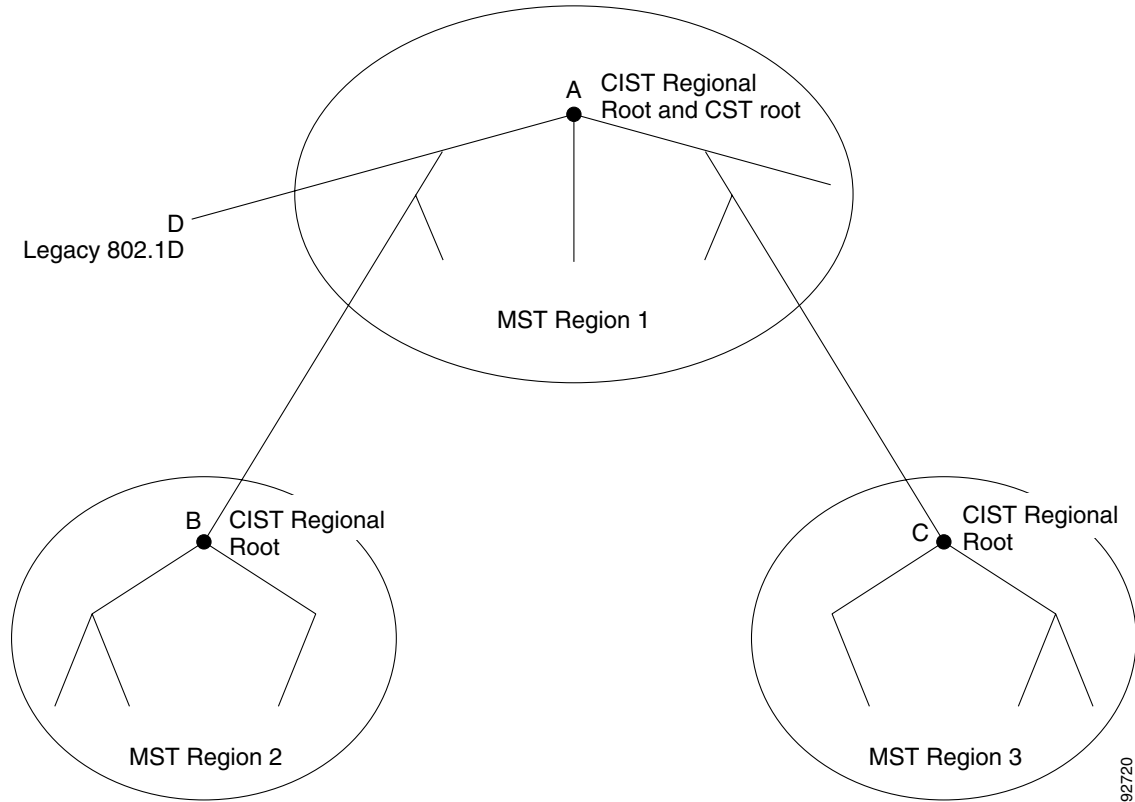 A
CIST Regional
Root and CST root
D
Legacy 802.1D
MST Region 1
B
CIST Regional
Root
C
CIST Regional
Root
MST Region 2
MST Region 3
92720